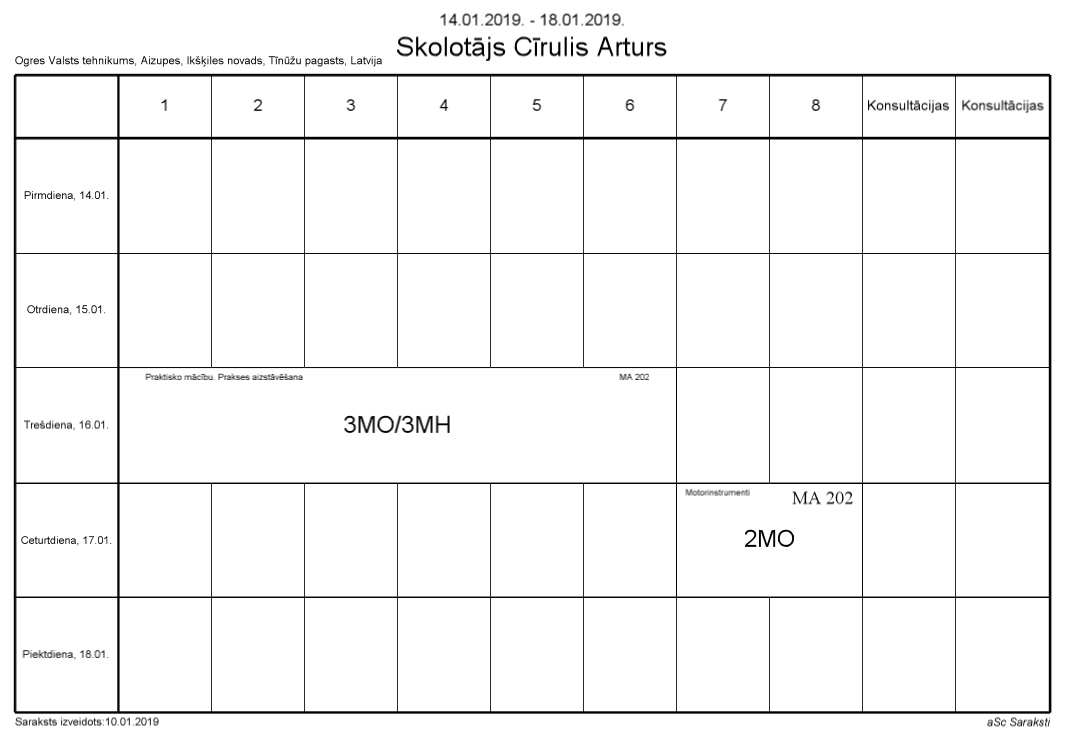 14.01.2019. - 18.01.2019.
Skolotājs Cīrulis Arturs
Ogres Valsts tehnikums, Aizupes, Ikšķiles novads, Tīnūžu pagasts, Latvija
1 2 3 4 5 6 7 8 Konsultācijas Konsultācijas
Pirmdiena, 14.01.
Otrdiena, 15.01.
Praktisko mācību. Prakses aizstāvēšana MA 202
Trešdiena, 16.01. 3MO/3MH
Motorinstrumenti MA 202
Ceturtdiena, 17.01. 2MO
Piektdiena, 18.01.
Saraksts izveidots:10.01.2019 aSc Saraksti